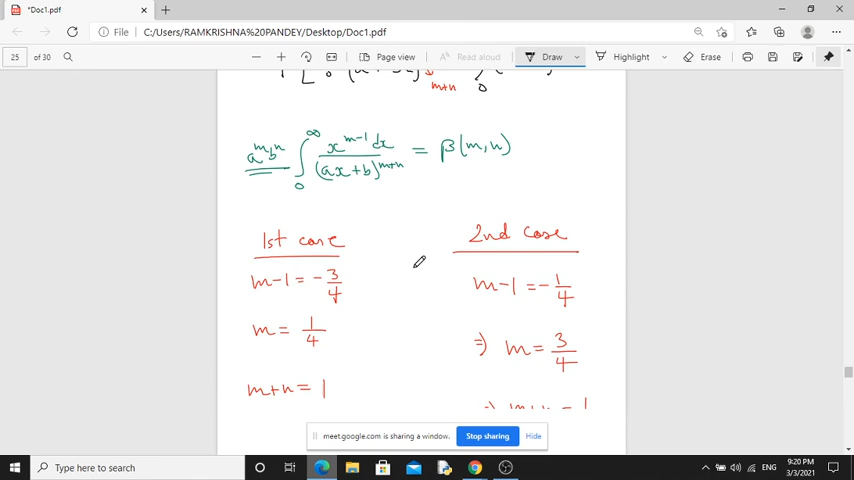 *Doc1.pdf
File C:/Users/RAMKRISHNA%20PANDEY/Desktop/Doc1.pdf
25 of 30 Page view Read aloud Draw Highlight Erase
m+n
0
a^m b^n ∫_0^∞ x^{m-1} dx / (ax+b)^{m+n} = β(m,n)
1st case
2nd case
m-1 = -3/4
m-1 = -1/4
m = 1/4
⇒ m = 3/4
m+n = 1
⇒ m+n = 1
meet.google.com is sharing a window. Stop sharing Hide
Type here to search
ENG
9:20 PM
3/3/2021